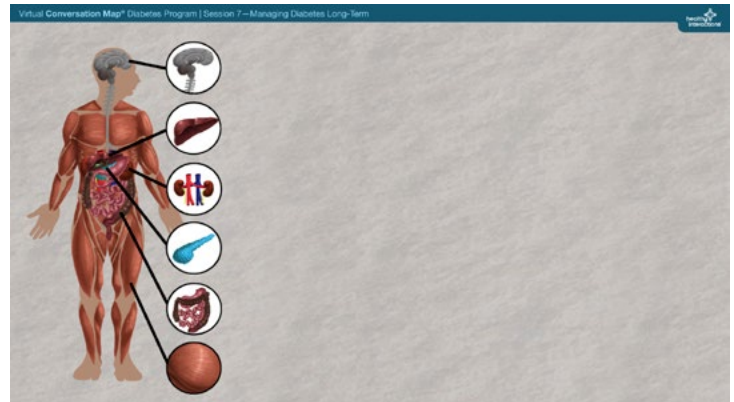 Virtual Conversation Map® Diabetes Program | Session 7—Managing Diabetes Long-Term
healthy
interactions